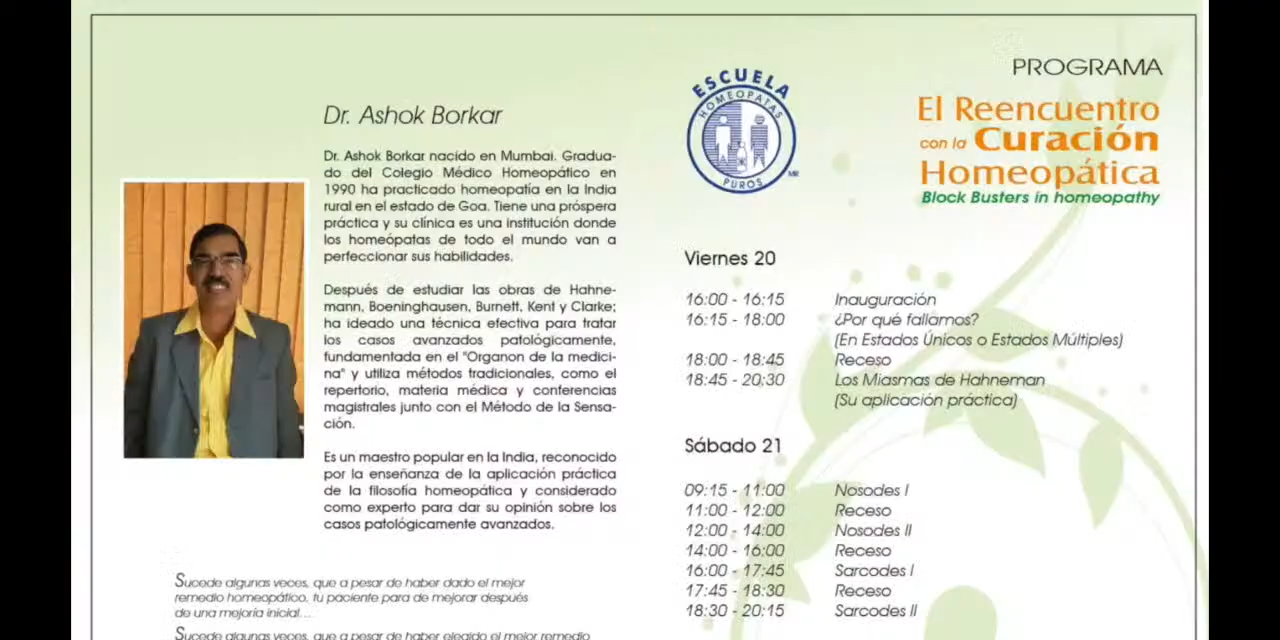 Dr. Ashok Borkar
Dr. Ashok Borkar nacido en Mumbai. Gradua-
do del Colegio Médico Homeopático en
1990 ha practicado homeopatía en la India
rural en el estado de Goa. Tiene una próspera
práctica y su clínica es una institución donde
los homeópatas de todo el mundo van a
perfeccionar sus habilidades.
Después de estudiar las obras de Hahne-
mann, Boeninghausen, Burnett, Kent y Clarke;
ha ideado una técnica efectiva para tratar
los casos avanzados patológicamente,
fundamentada en el "Organon de la medici-
na" y utiliza métodos tradicionales, como el
repertorio, materia médica y conferencias
magistrales junto con el Método de la Sensa-
ción.
Es un maestro popular en la India, reconocido
por la enseñanza de la aplicación práctica
de la filosofía homeopática y considerado
como experto para dar su opinión sobre los
casos patológicamente avanzados.
Sucede algunas veces, que a pesar de haber dado el mejor
remedio homeopático, tu paciente para de mejorar después
de una mejoría inicial...
Sucede algunas veces, que a pesar de haber elegido el mejor remedio
ESCUELA
HOMEOPATAS
PUROS
MR
PROGRAMA
El Reencuentro
con la Curación
Homeopática
Block Busters in homeopathy
Viernes 20
16:00 - 16:15 Inauguración
16:15 - 18:00 ¿Por qué fallamos?
(En Estados Únicos o Estados Múltiples)
18:00 - 18:45 Receso
18:45 - 20:30 Los Miasmas de Hahneman
(Su aplicación práctica)
Sábado 21
09:15 - 11:00 Nosodes I
11:00 - 12:00 Receso
12:00 - 14:00 Nosodes II
14:00 - 16:00 Receso
16:00 - 17:45 Sarcodes I
17:45 - 18:30 Receso
18:30 - 20:15 Sarcodes II